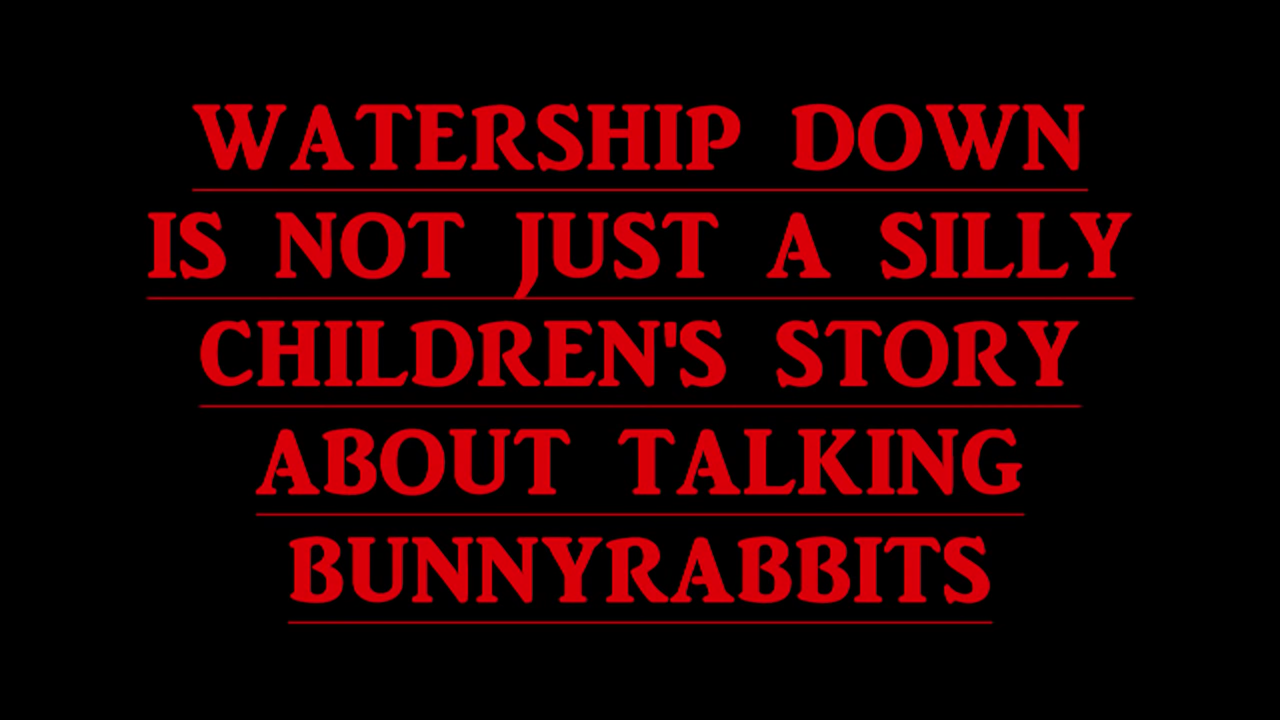 WATERSHIP DOWN
IS NOT JUST A SILLY
CHILDREN'S STORY
ABOUT TALKING
BUNNYRABBITS